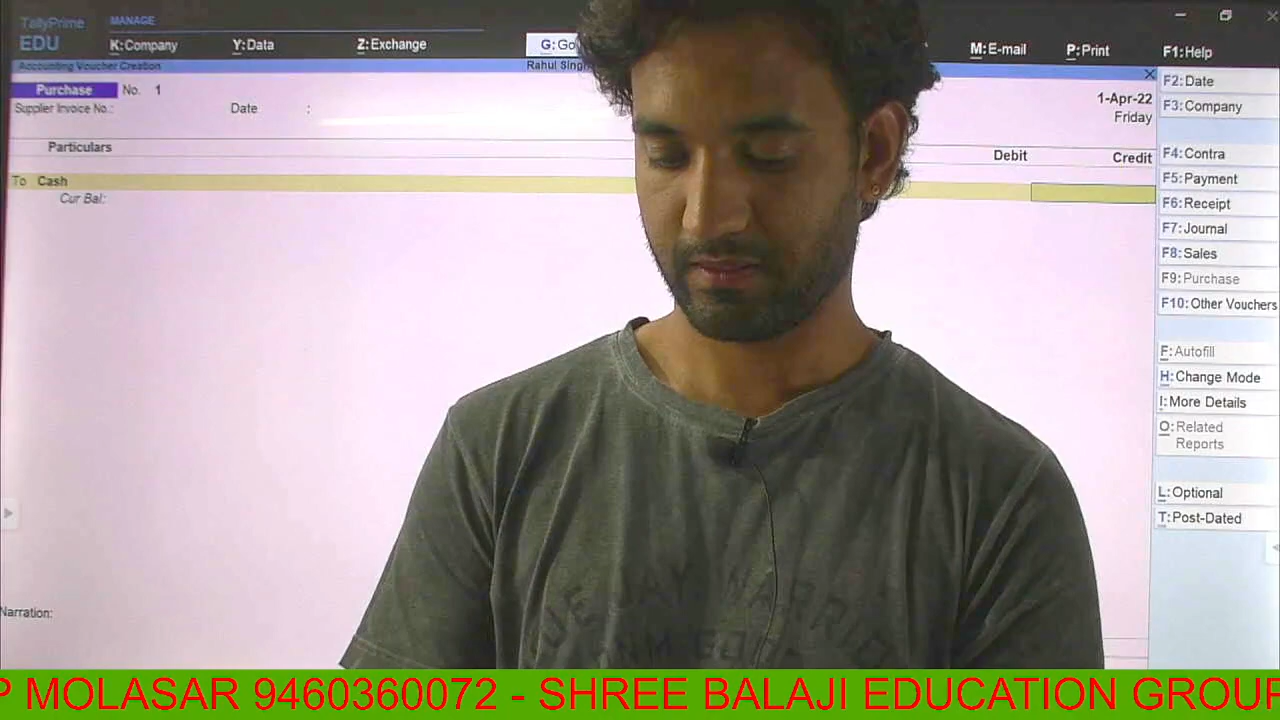 TallyPrime
EDU
MANAGE
K:Company
Y:Data
Z:Exchange
G:Go
M:E-mail
P:Print
F1:Help
Accounting Voucher Creation
Rahul Singh
Purchase No. 1
1-Apr-22
Friday
Supplier Invoice No.:
Date :
Particulars
Debit
Credit
To Cash
Cur Bal:
Narration:
F2:Date
F3:Company
F4:Contra
F5:Payment
F6:Receipt
F7:Journal
F8:Sales
F9:Purchase
F10:Other Vouchers
F:Autofill
H:Change Mode
I:More Details
O:Related
Reports
L:Optional
T:Post-Dated
P MOLASAR 9460360072 - SHREE BALAJI EDUCATION GROUP